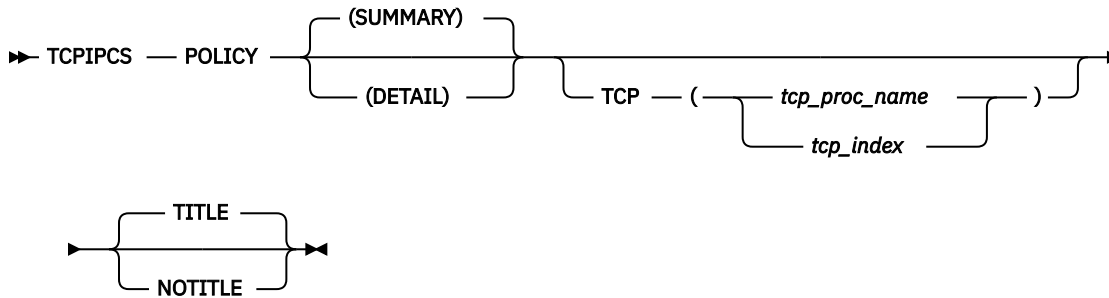 (SUMMARY)
TCPIPCS POLICY
(DETAIL) TCP ( tcp_proc_name )
tcp_index
TITLE
NOTITLE